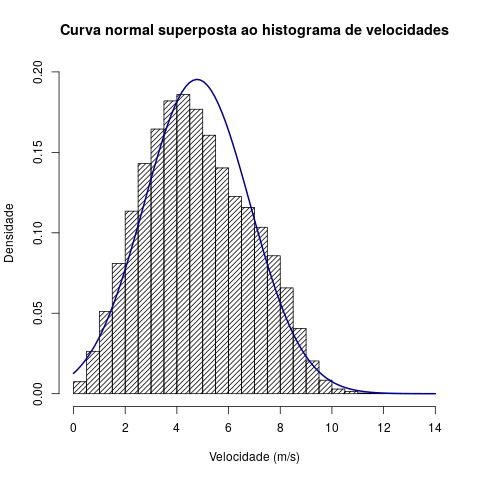 Curva normal superposta ao histograma de velocidades
Densidade
0.20
0.15
0.10
0.05
0.00
0 2 4 6 8 10 12 14
Velocidade (m/s)